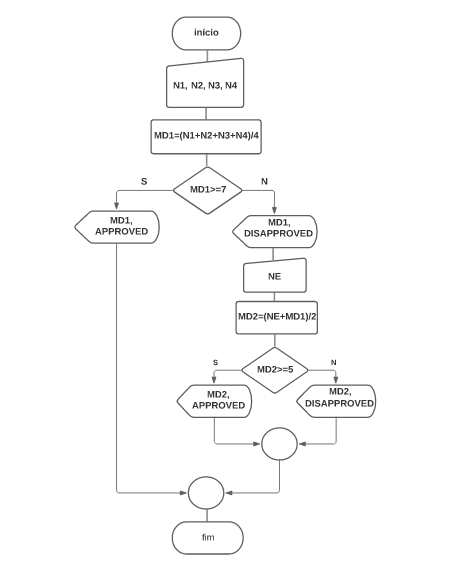 início
N1, N2, N3, N4
MD1=(N1+N2+N3+N4)/4
MD1>=7
S
N
MD1,
APPROVED
MD1,
DISAPPROVED
NE
MD2=(NE+MD1)/2
MD2>=5
S
N
MD2,
APPROVED
MD2,
DISAPPROVED
fim